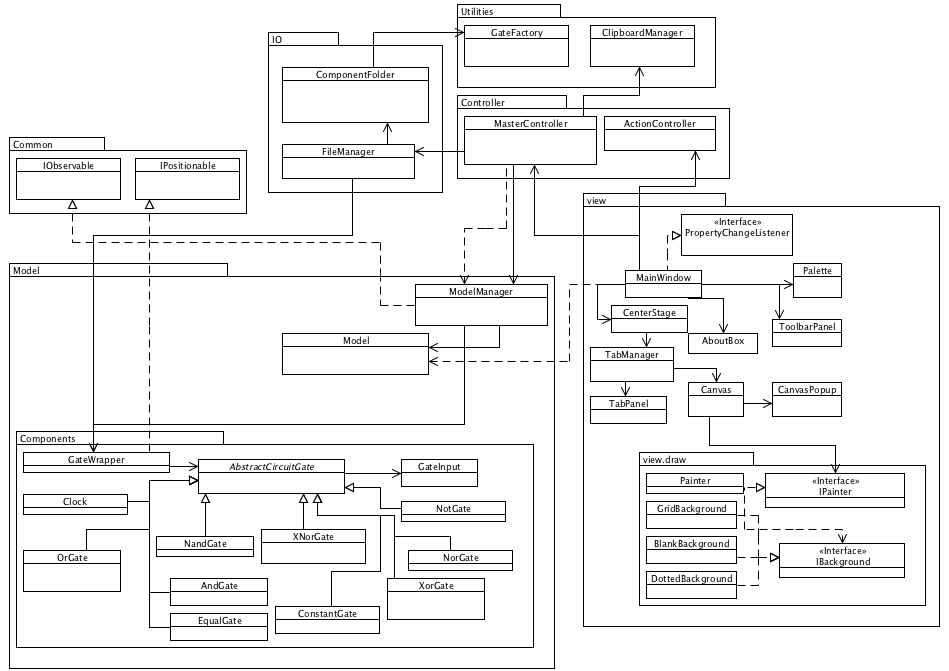 Utilities
GateFactory
ClipboardManager
IO
ComponentFolder
FileManager
Controller
MasterController
ActionController
Common
IObservable
IPositionable
view
«Interface»
PropertyChangeListener
MainWindow
Palette
CenterStage
ToolbarPanel
AboutBox
TabManager
Canvas
CanvasPopup
TabPanel
view.draw
Painter
«Interface»
IPainter
GridBackground
BlankBackground
«Interface»
IBackground
DottedBackground
Model
ModelManager
Model
Components
GateWrapper
AbstractCircuitGate
GateInput
Clock
NotGate
NandGate
XNorGate
OrGate
NorGate
AndGate
XorGate
ConstantGate
EqualGate